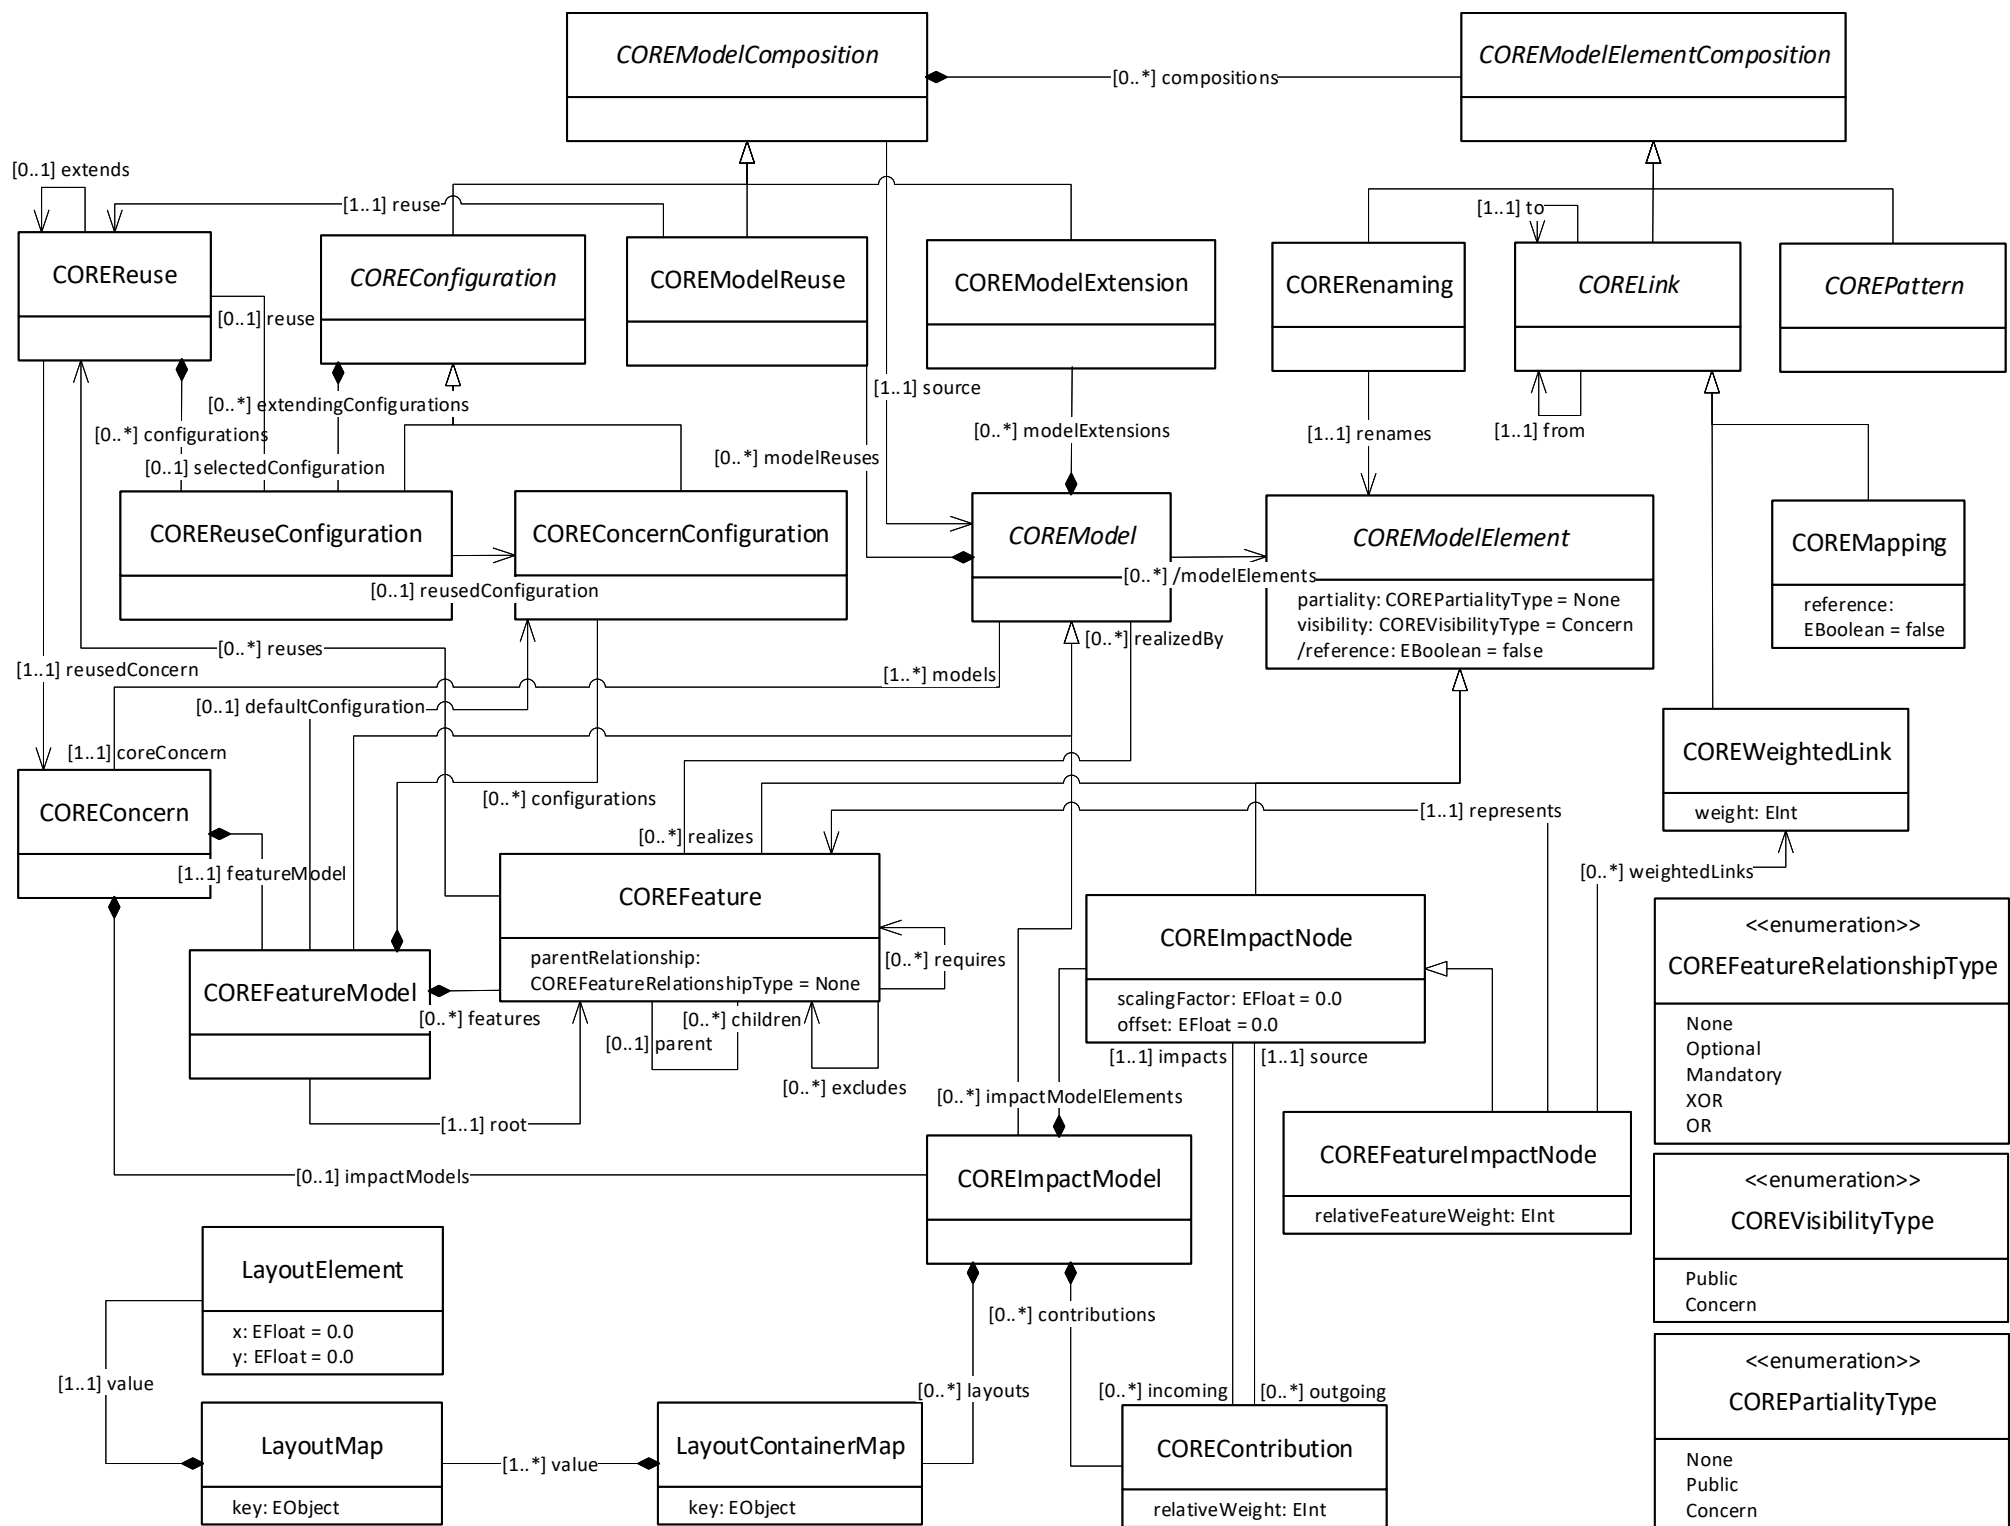 COREModelComposition
[0..*] compositions
COREModelElementComposition
[0..1] extends
[1..1] reuse
[1..1] to
COREReuse
COREConfiguration
COREModelReuse
COREModelExtension
CORERenaming
CORELink
COREPattern
[0..1] reuse
[1..1] source
[0..*] extendingConfigurations
[0..*] configurations
[0..1] selectedConfiguration
[0..*] modelReuses
[0..*] modelExtensions
[1..1] renames
[1..1] from
COREReuseConfiguration
COREConcernConfiguration
COREModel
COREModelElement
COREMapping
[0..1] reusedConfiguration
[0..*] /modelElements
partiality: COREPartialityType = None
visibility: COREVisibilityType = Concern
/reference: EBoolean = false
reference:
EBoolean = false
[0..*] reuses
[0..*] realizedBy
[1..1] reusedConcern
[1..*] models
[0..1] defaultConfiguration
[1..1] coreConcern
COREWeightedLink
weight: EInt
COREConcern
[0..*] configurations
[0..*] realizes
[1..1] represents
[1..1] featureModel
[0..*] weightedLinks
COREFeature
parentRelationship:
COREFeatureRelationshipType = None
[0..*] requires
COREImpactNode
scalingFactor: EFloat = 0.0
offset: EFloat = 0.0
<<enumeration>>
COREFeatureRelationshipType
None
Optional
Mandatory
XOR
OR
COREFeatureModel
[0..*] features
[0..*] children
[0..1] parent
[0..*] excludes
[1..1] impacts
[1..1] source
[0..*] impactModelElements
[1..1] root
[0..1] impactModels
COREImpactModel
COREFeatureImpactNode
relativeFeatureWeight: EInt
<<enumeration>>
COREVisibilityType
Public
Concern
LayoutElement
x: EFloat = 0.0
y: EFloat = 0.0
[0..*] contributions
[1..1] value
[0..*] layouts
[0..*] incoming
[0..*] outgoing
<<enumeration>>
COREPartialityType
None
Public
Concern
LayoutMap
key: EObject
[1..*] value
LayoutContainerMap
key: EObject
COREContribution
relativeWeight: EInt